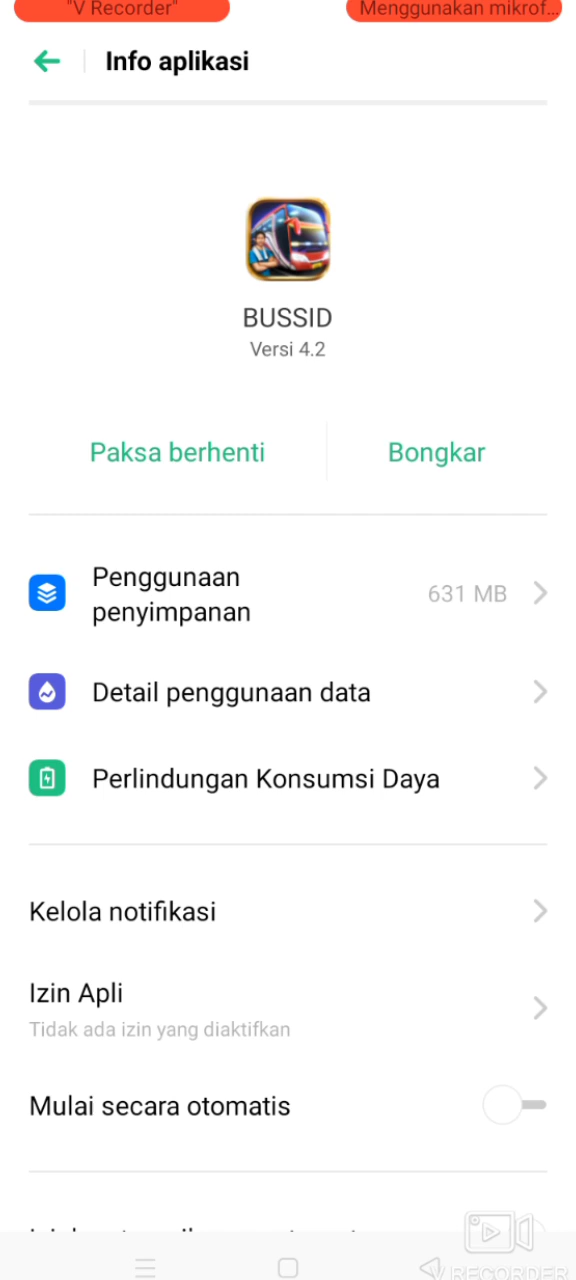 "V Recorder"
Menggunakan mikrof...
Info aplikasi
BUSSID
Versi 4.2
Paksa berhenti
Bongkar
Penggunaan
penyimpanan
631 MB
Detail penggunaan data
Perlindungan Konsumsi Daya
Kelola notifikasi
Izin Apli
Tidak ada izin yang diaktifkan
Mulai secara otomatis
V RECORDER